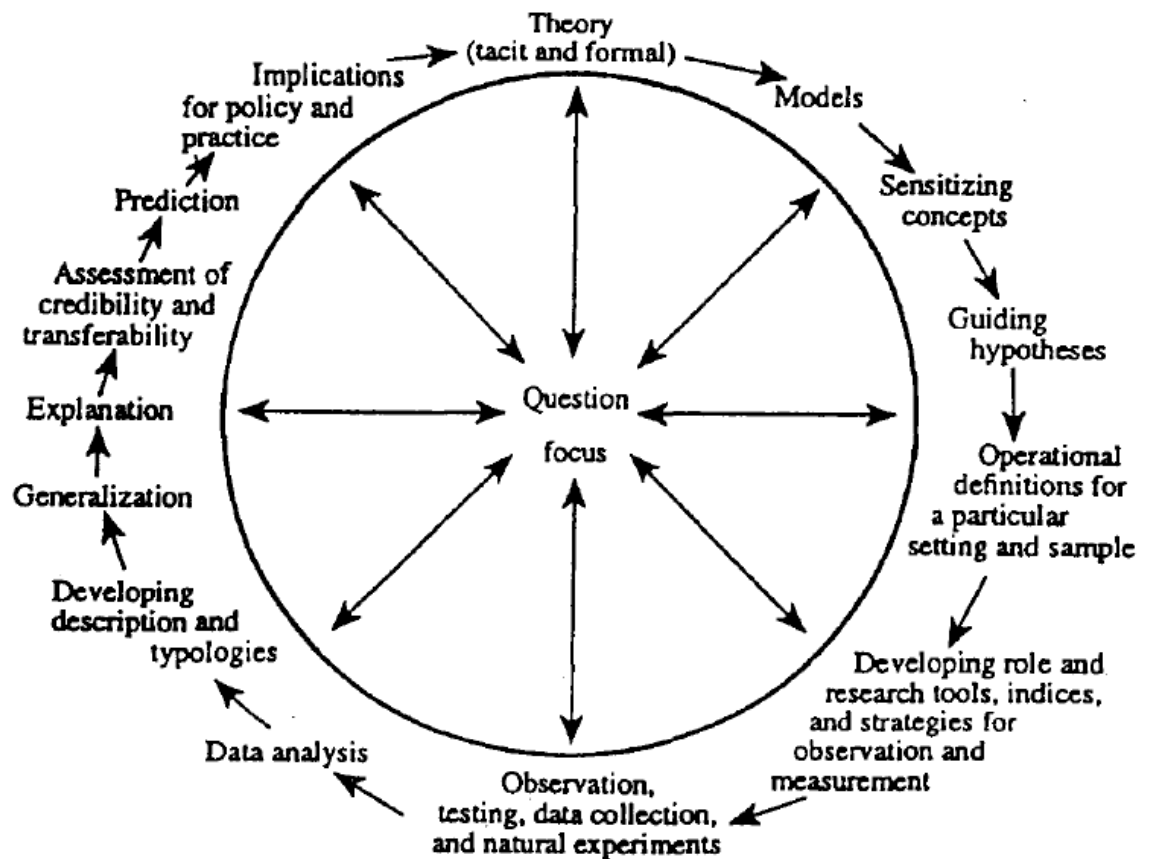 Theory
(tacit and formal)
Models
Sensitizing
concepts
Guiding
hypotheses
Operational
definitions for
a particular
setting and sample
Developing role and
research tools, indices,
and strategies for
observation and
measurement
Observation,
testing, data collection,
and natural experiments
Data analysis
Developing
description and
typologies
Generalization
Explanation
Assessment of
credibility and
transferability
Prediction
Implications
for policy and
practice
Question
focus